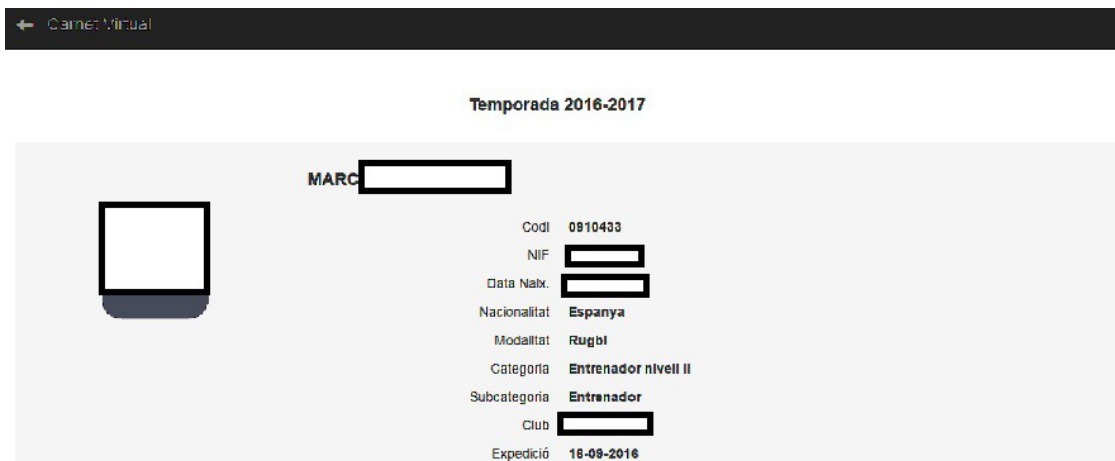 Carnet Virtual
Temporada 2016-2017
MARC
Codi 0910433
NIF
Data Naix.
Nacionalitat Espanya
Modalitat Rugbi
Categoria Entrenador nivell II
Subcategoria Entrenador
Club
Expedició 16-09-2016